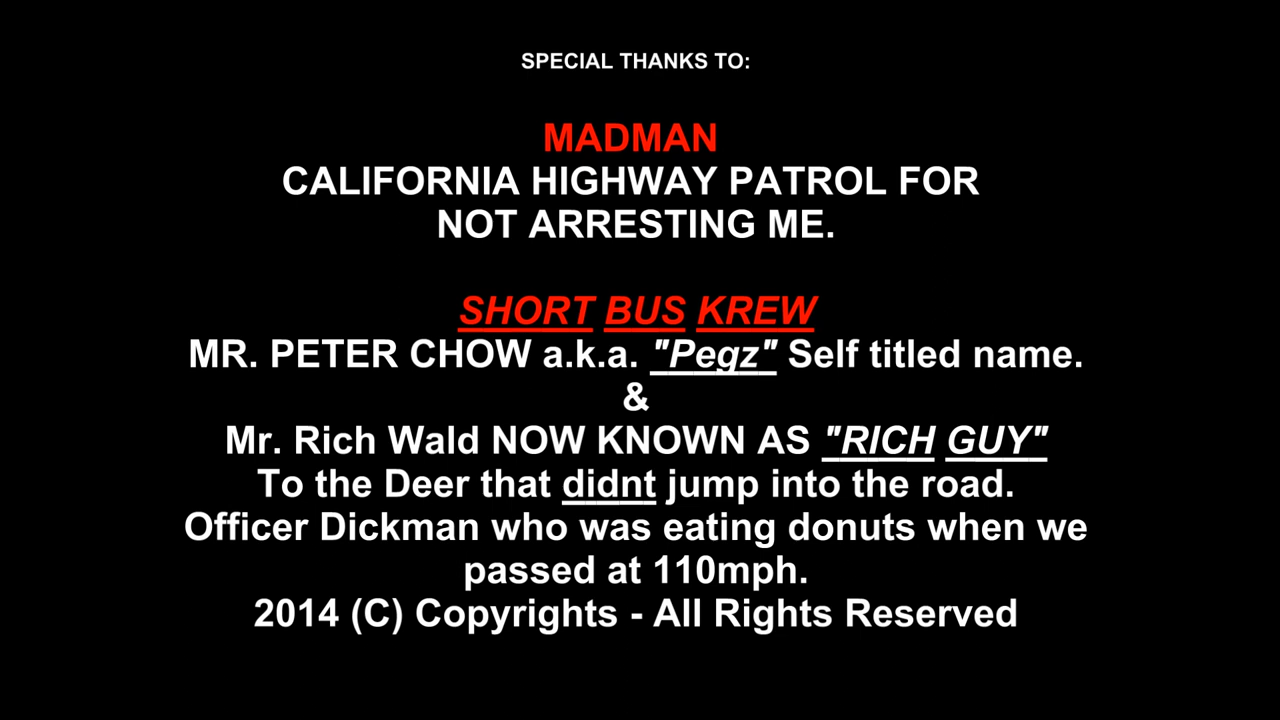 SPECIAL THANKS TO:
MADMAN
CALIFORNIA HIGHWAY PATROL FOR
NOT ARRESTING ME.
SHORT BUS KREW
MR. PETER CHOW a.k.a. "Pegz" Self titled name.
&
Mr. Rich Wald NOW KNOWN AS "RICH GUY"
To the Deer that didnt jump into the road.
Officer Dickman who was eating donuts when we
passed at 110mph.
2014 (C) Copyrights - All Rights Reserved